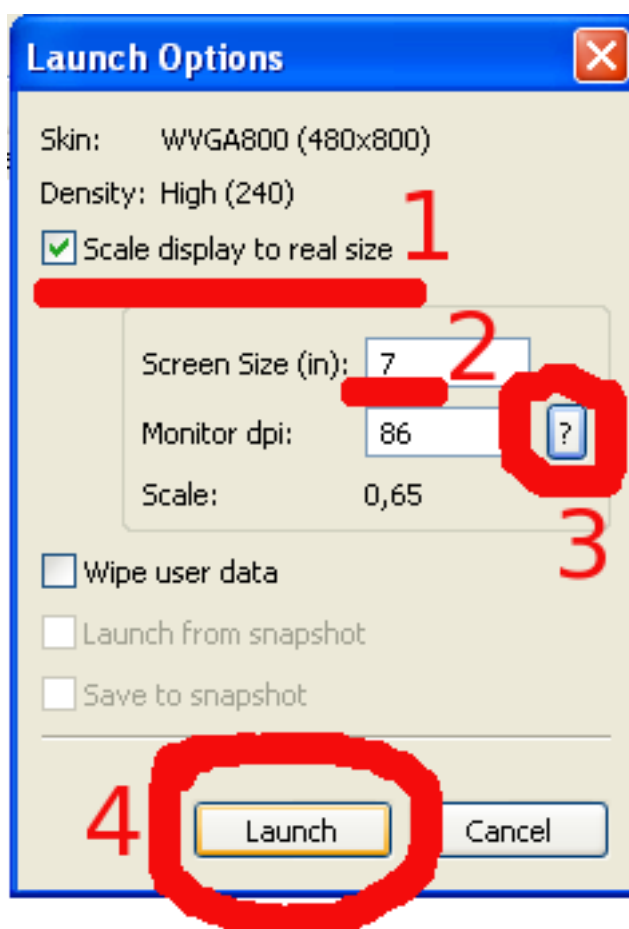 Launch Options
Skin: WVGA800 (480x800)
Density: High (240)
1
Scale display to real size
2
Screen Size (in): 7
Monitor dpi: 86 ?
Scale: 0,65
3
Wipe user data
Launch from snapshot
Save to snapshot
4
Launch Cancel